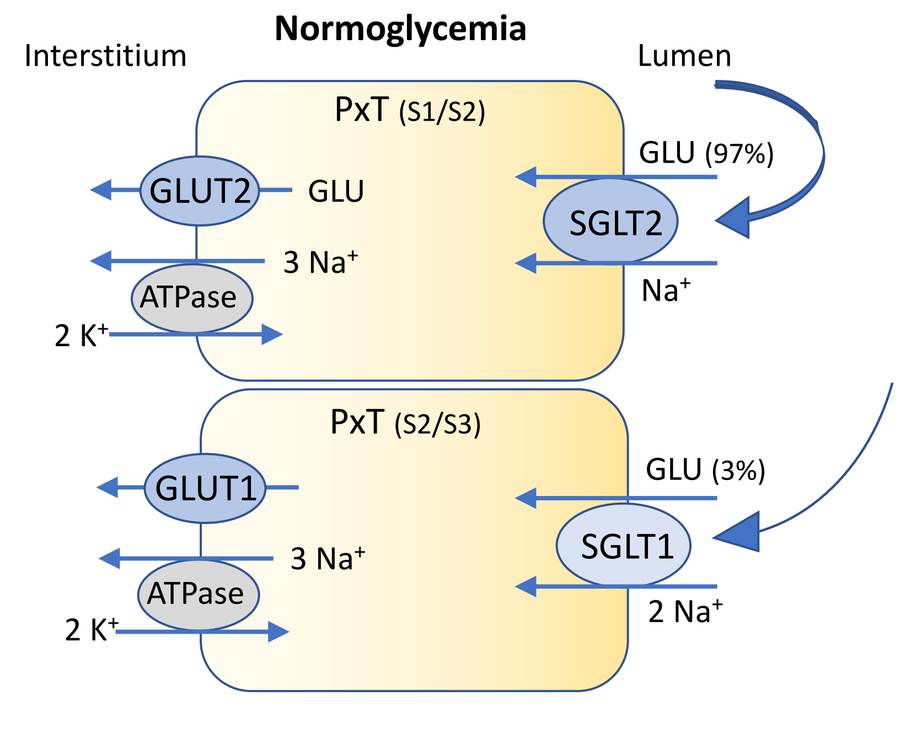 Normoglycemia
Interstitium
Lumen
PxT (S1/S2)
GLU (97%)
GLUT2
GLU
SGLT2
3 Na⁺
ATPase
Na⁺
2 K⁺
PxT (S2/S3)
GLU (3%)
GLUT1
SGLT1
3 Na⁺
ATPase
2 Na⁺
2 K⁺